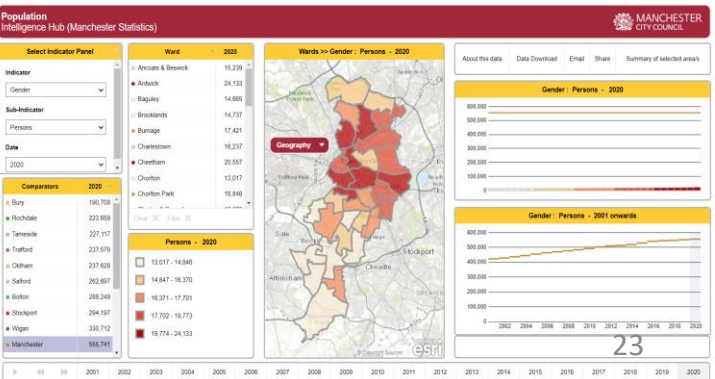 Population
Intelligence Hub (Manchester Statistics)
MANCHESTER
CITY COUNCIL
Select Indicator Panel
Indicator
Gender
Sub-Indicator
Persons
Date
2020
Ward 2020
Ancoats & Beswick 15,239
Ardwick 24,133
Baguley 14,665
Brooklands 14,737
Burnage 17,421
Charlestown 16,237
Cheetham 20,557
Chorlton 13,017
Chorlton Park 16,846
Clear Filter
Comparators 2020
Bury 190,708
Rochdale 223,659
Tameside 227,117
Trafford 237,579
Oldham 237,628
Salford 262,697
Bolton 288,248
Stockport 294,197
Wigan 330,712
Manchester 555,741
Persons - 2020
13,017 - 14,846
14,847 - 16,370
16,371 - 17,701
17,702 - 19,773
19,774 - 24,133
Wards >> Gender : Persons - 2020
Geography
Sale
Stockport
Cheadle
Altrincham
esri
About this data Data Download Email Share Summary of selected area/s
Gender : Persons - 2020
600,000
500,000
400,000
300,000
200,000
100,000
0
Gender : Persons - 2001 onwards
600,000
500,000
400,000
300,000
200,000
100,000
0
2002 2004 2006 2008 2010 2012 2014 2016 2018 2020
23
2001 2002 2003 2004 2005 2006 2007 2008 2009 2010 2011 2012 2013 2014 2015 2016 2017 2018 2019 2020